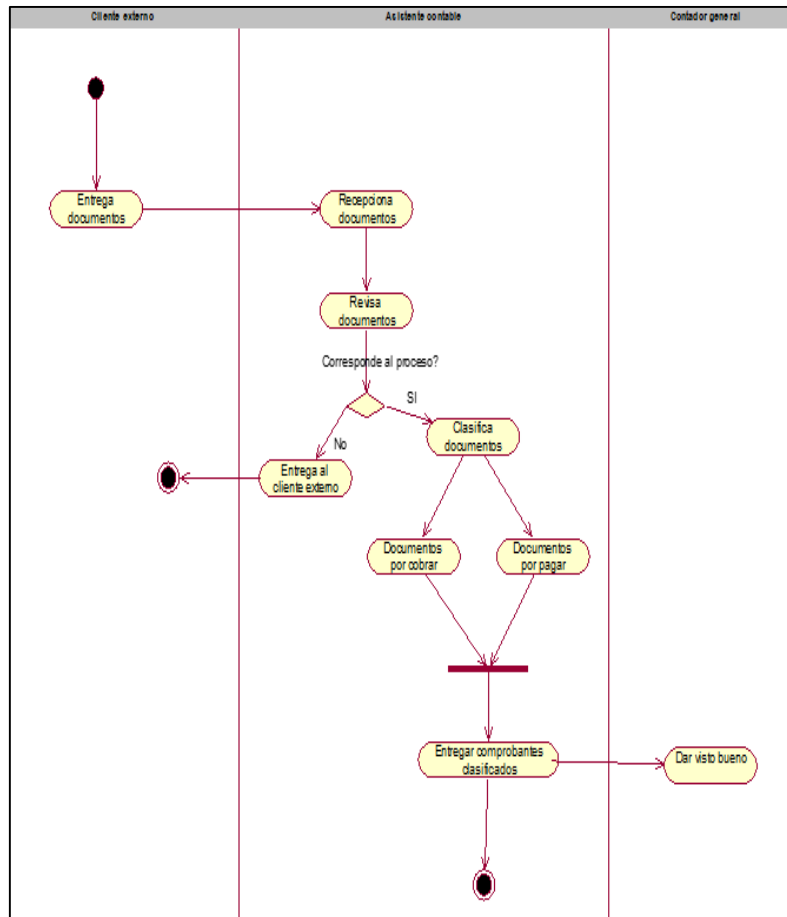 Cliente externo
Asistente contable
Contador general
Entrega
documentos
Recepciona
documentos
Revisa
documentos
Corresponde al proceso?
SI
No
Clasifica
documentos
Entrega al
cliente externo
Documentos
por cobrar
Documentos
por pagar
Entregar comprobantes
clasificados
Dar visto bueno